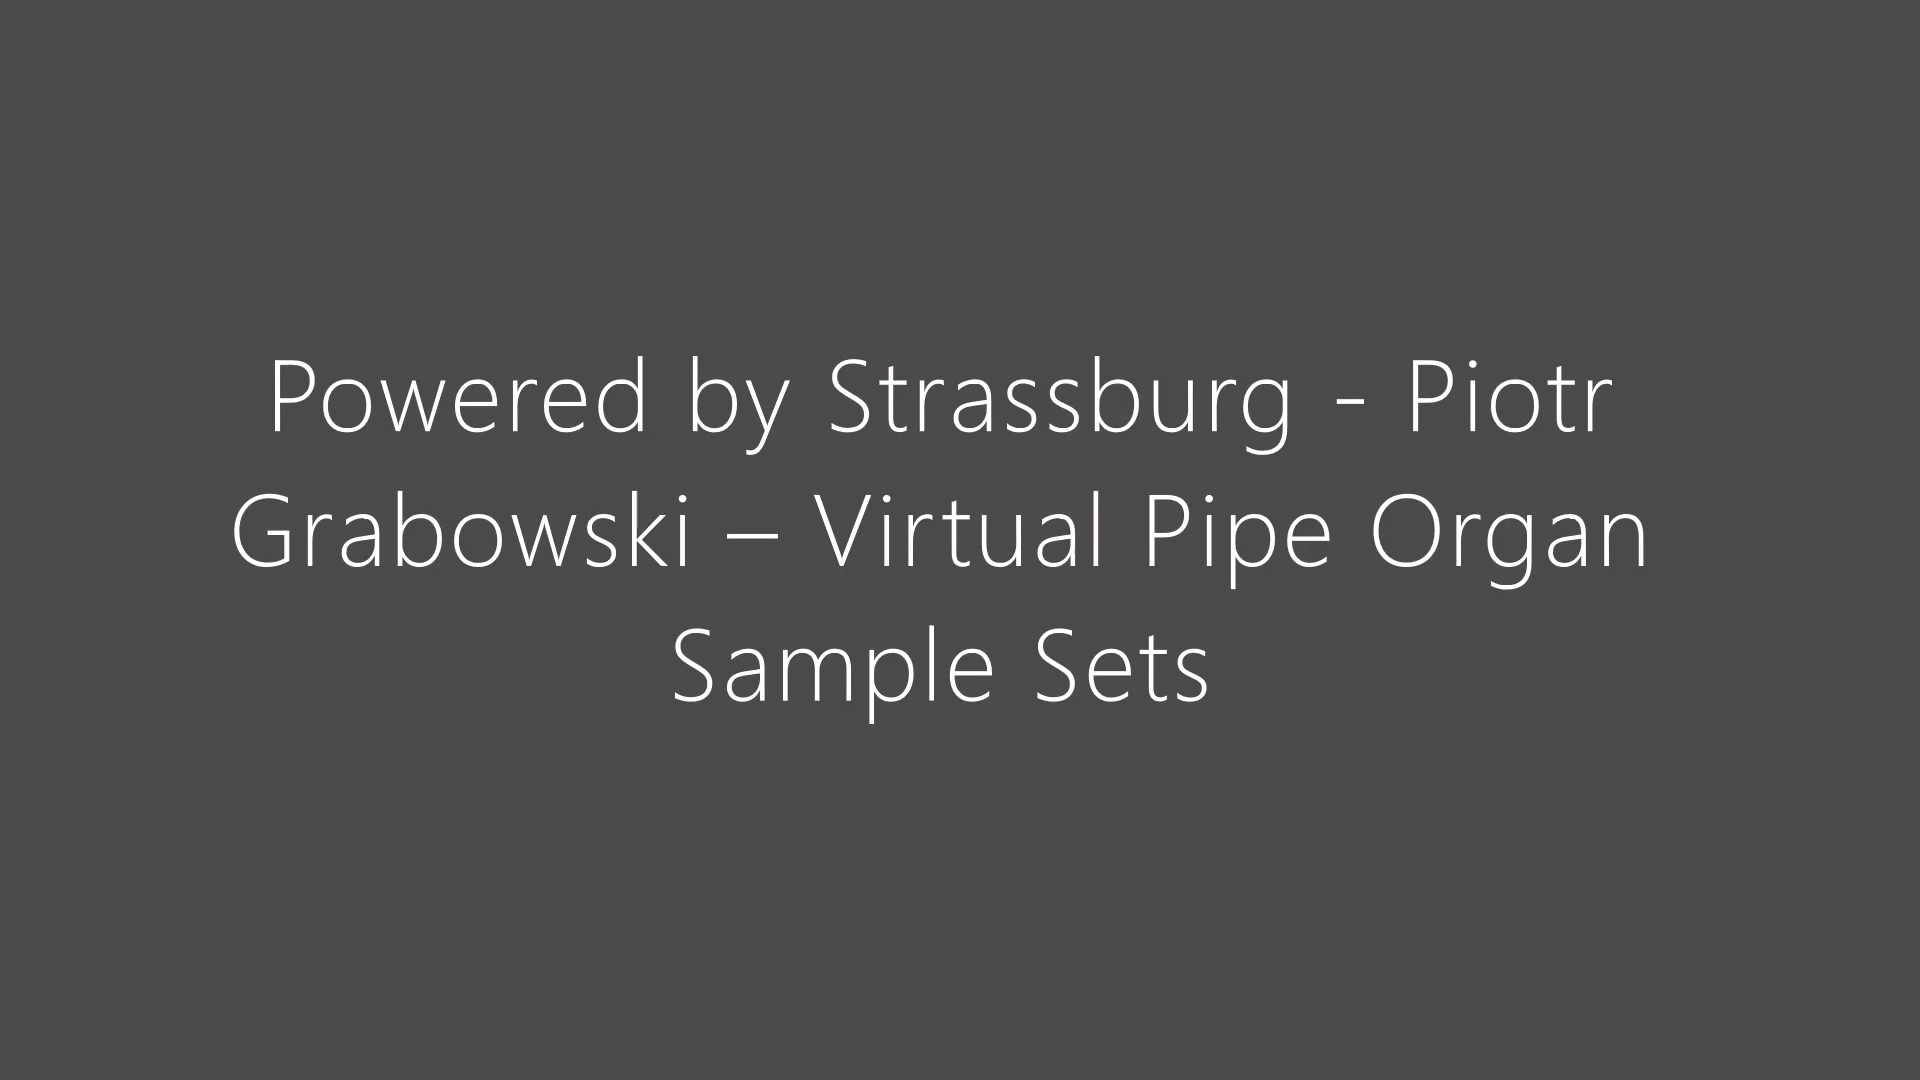 Powered by Strassburg - Piotr
Grabowski – Virtual Pipe Organ
Sample Sets